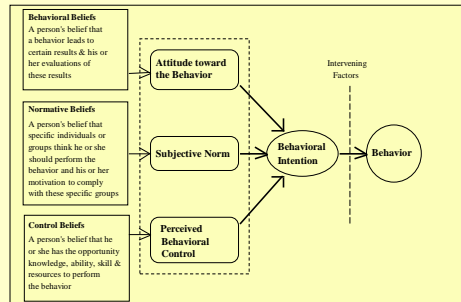 Behavioral Beliefs
A person's belief that
a behavior leads to
certain results & his or
her evaluations of
these results
Attitude toward
the Behavior
Intervening
Factors
Normative Beliefs
A person's belief that
specific individuals or
groups think he or she
should perform the
behavior and his or her
motivation to comply
with these specific groups
Subjective Norm
Behavioral
Intention
Behavior
Control Beliefs
A person's belief that he
or she has the opportunity
knowledge, ability, skill &
resources to perform
the behavior
Perceived
Behavioral
Control